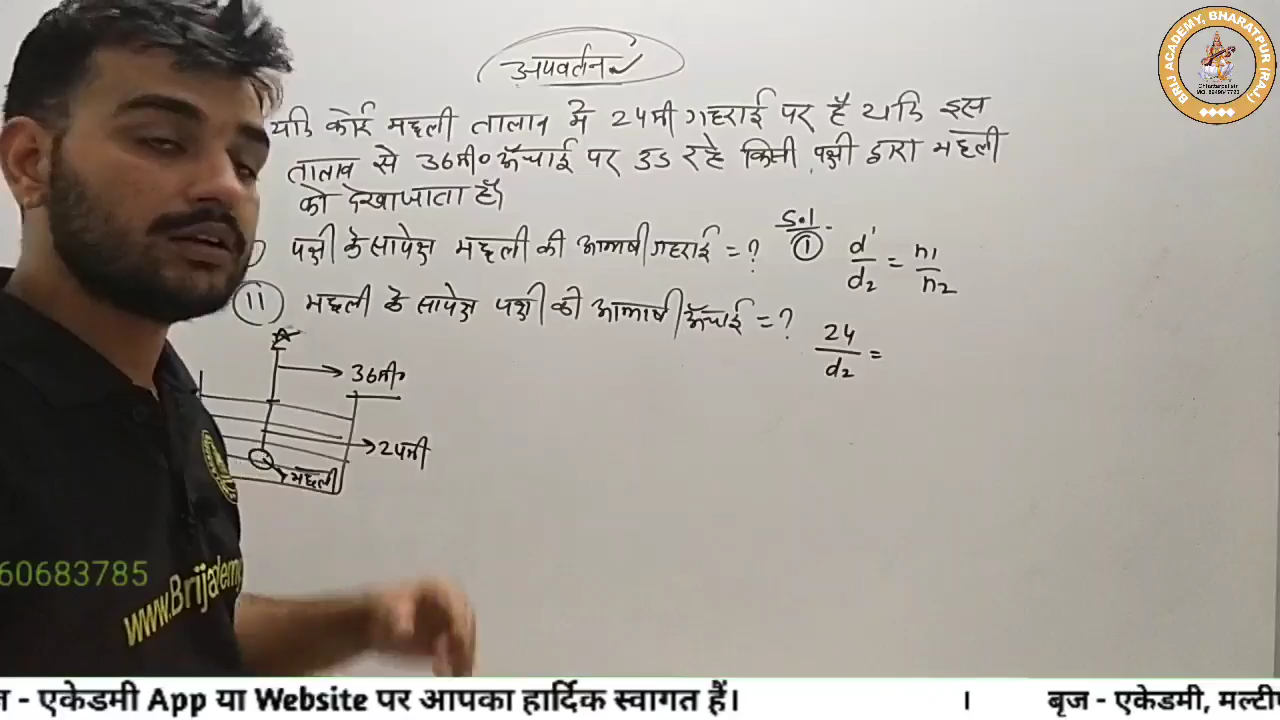 अपवर्तन
यदि कोई मछली तालाब में 24मी गहराई पर है यदि इस
तालाब से 36मी० ऊँचाई पर उड रहे किसी पक्षी द्वारा मछली
को देखा जाता है।
पक्षी के सापेक्ष मछली की आभाषी गहराई = ?
(ii) मछली के सापेक्ष पक्षी की आभाषी ऊँचाई = ?
Sol.
(1) d'/d2 = n1/n2
24/d2 =
36मी०
24मी
मछली
BRIJ ACADEMY, BHARATPUR (RAJ.)
60683785
www.Brijademy
- एकेडमी App या Website पर आपका हार्दिक स्वागत हैं।
।
बृज - एकेडमी,